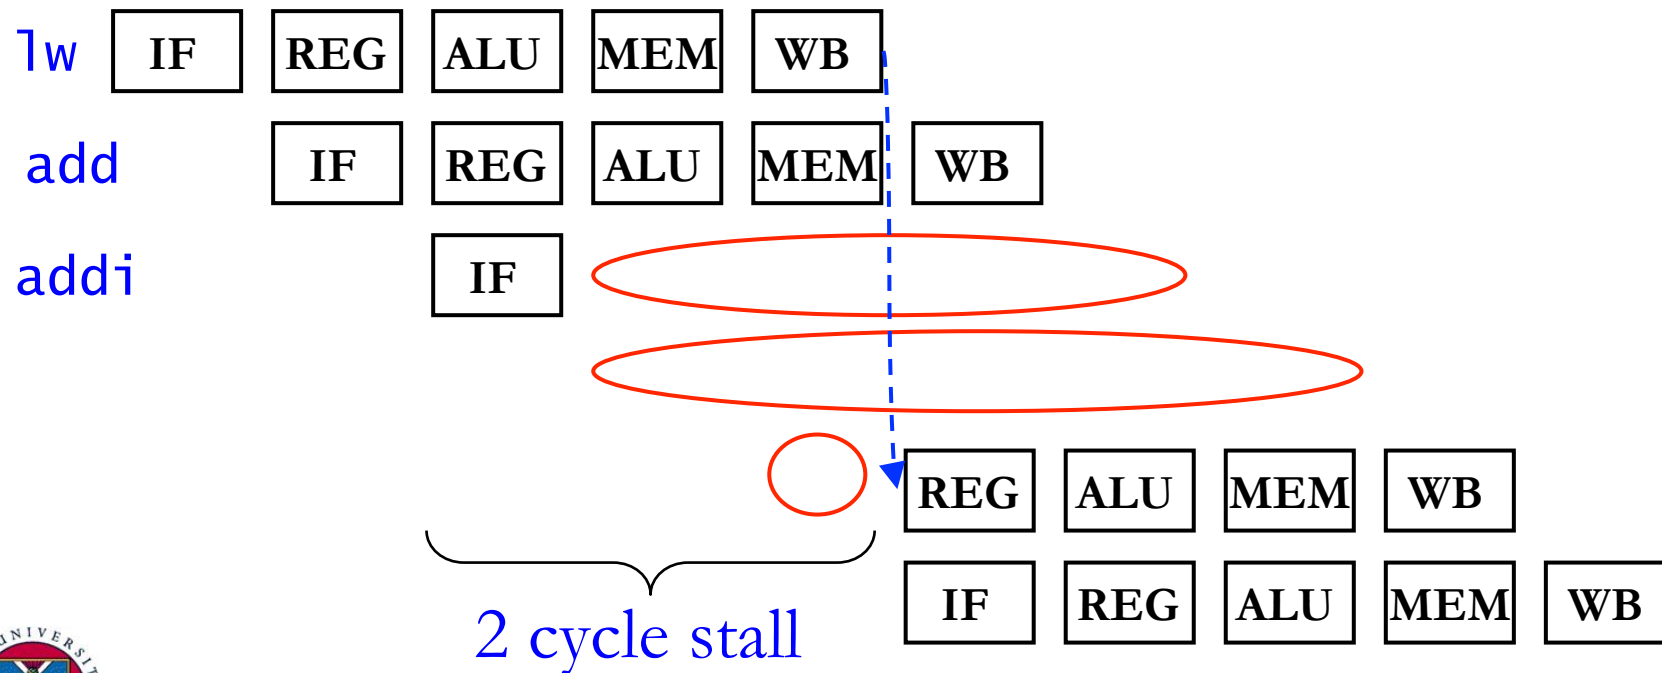 lw IF REG ALU MEM WB
add IF REG ALU MEM WB
addi IF
REG ALU MEM WB
IF REG ALU MEM WB
2 cycle stall